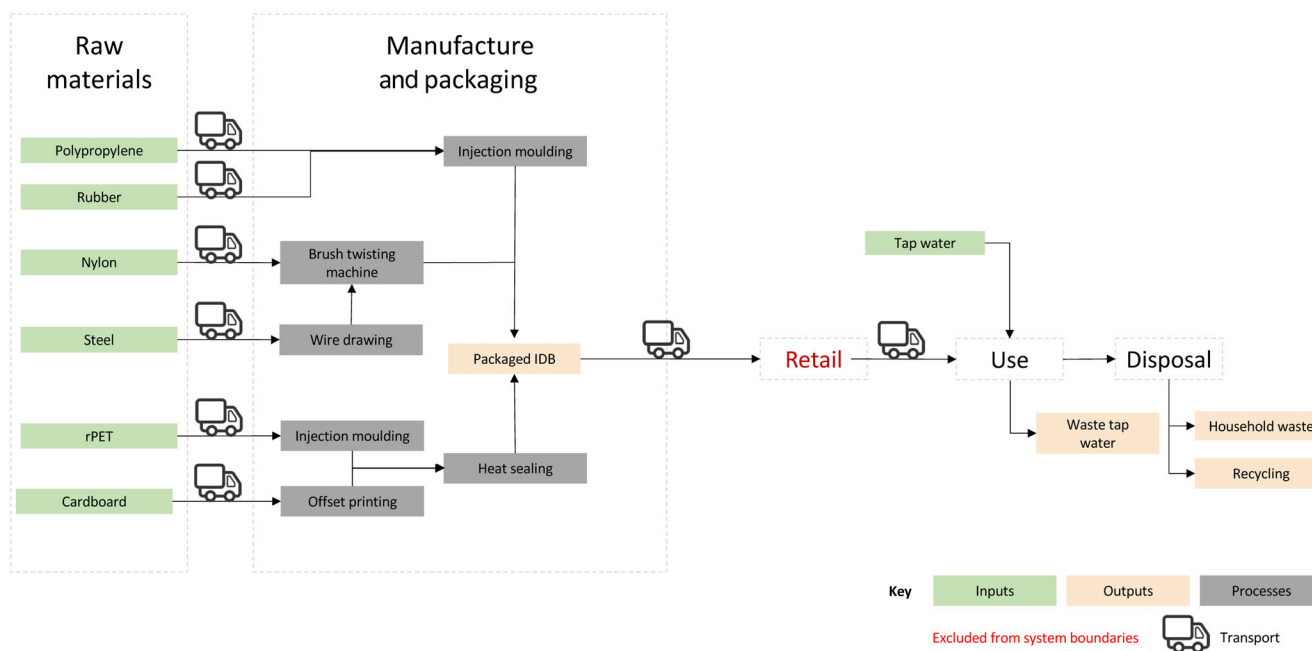 Raw
materials
Manufacture
and packaging
Polypropylene
Injection moulding
Rubber
Nylon
Brush twisting
machine
Tap water
Steel
Wire drawing
Packaged IDB
Retail
Use
Disposal
rPET
Injection moulding
Waste tap
water
Household waste
Heat sealing
Recycling
Cardboard
Offset printing
Key
Inputs
Outputs
Processes
Excluded from system boundaries
Transport